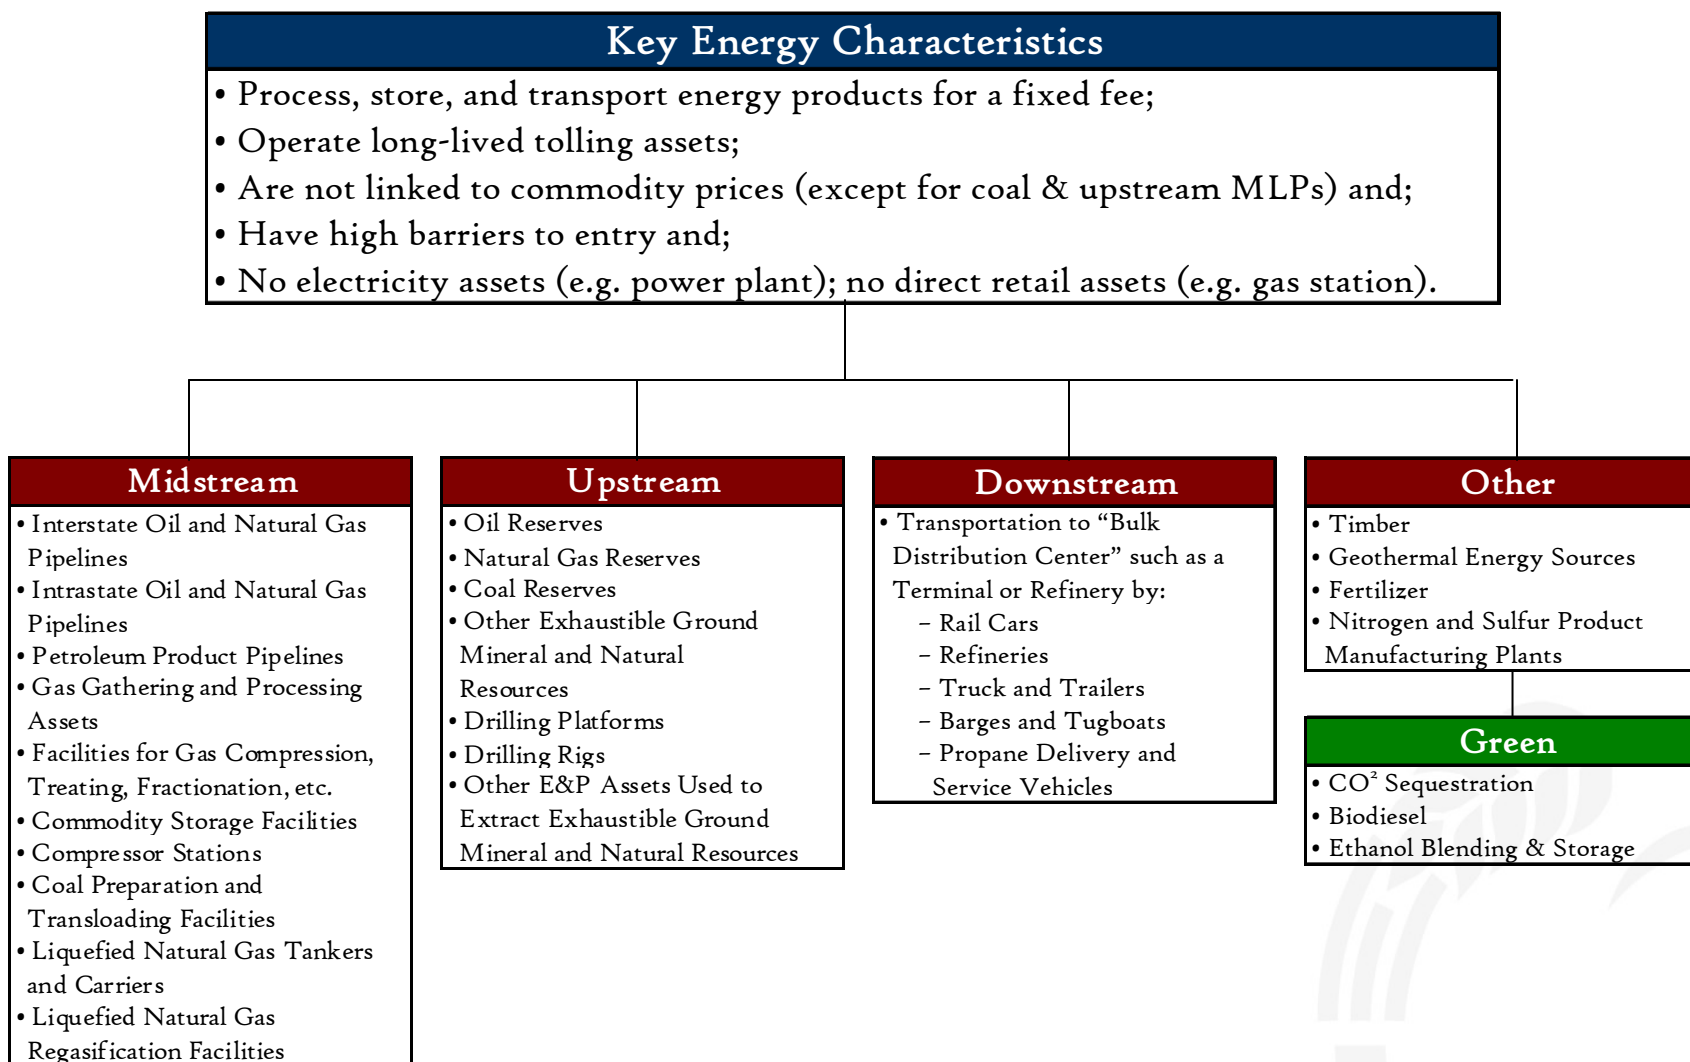 Key Energy Characteristics
• Process, store, and transport energy products for a fixed fee;
• Operate long-lived tolling assets;
• Are not linked to commodity prices (except for coal & upstream MLPs) and;
• Have high barriers to entry and;
• No electricity assets (e.g. power plant); no direct retail assets (e.g. gas station).
Midstream
• Interstate Oil and Natural Gas
Pipelines
• Intrastate Oil and Natural Gas
Pipelines
• Petroleum Product Pipelines
• Gas Gathering and Processing
Assets
• Facilities for Gas Compression,
Treating, Fractionation, etc.
• Commodity Storage Facilities
• Compressor Stations
• Coal Preparation and
Transloading Facilities
• Liquefied Natural Gas Tankers
and Carriers
• Liquefied Natural Gas
Regasification Facilities
Upstream
• Oil Reserves
• Natural Gas Reserves
• Coal Reserves
• Other Exhaustible Ground
Mineral and Natural
Resources
• Drilling Platforms
• Drilling Rigs
• Other E&P Assets Used to
Extract Exhaustible Ground
Mineral and Natural Resources
Downstream
• Transportation to “Bulk
Distribution Center” such as a
Terminal or Refinery by:
– Rail Cars
– Refineries
– Truck and Trailers
– Barges and Tugboats
– Propane Delivery and
Service Vehicles
Other
• Timber
• Geothermal Energy Sources
• Fertilizer
• Nitrogen and Sulfur Product
Manufacturing Plants
Green
• CO² Sequestration
• Biodiesel
• Ethanol Blending & Storage